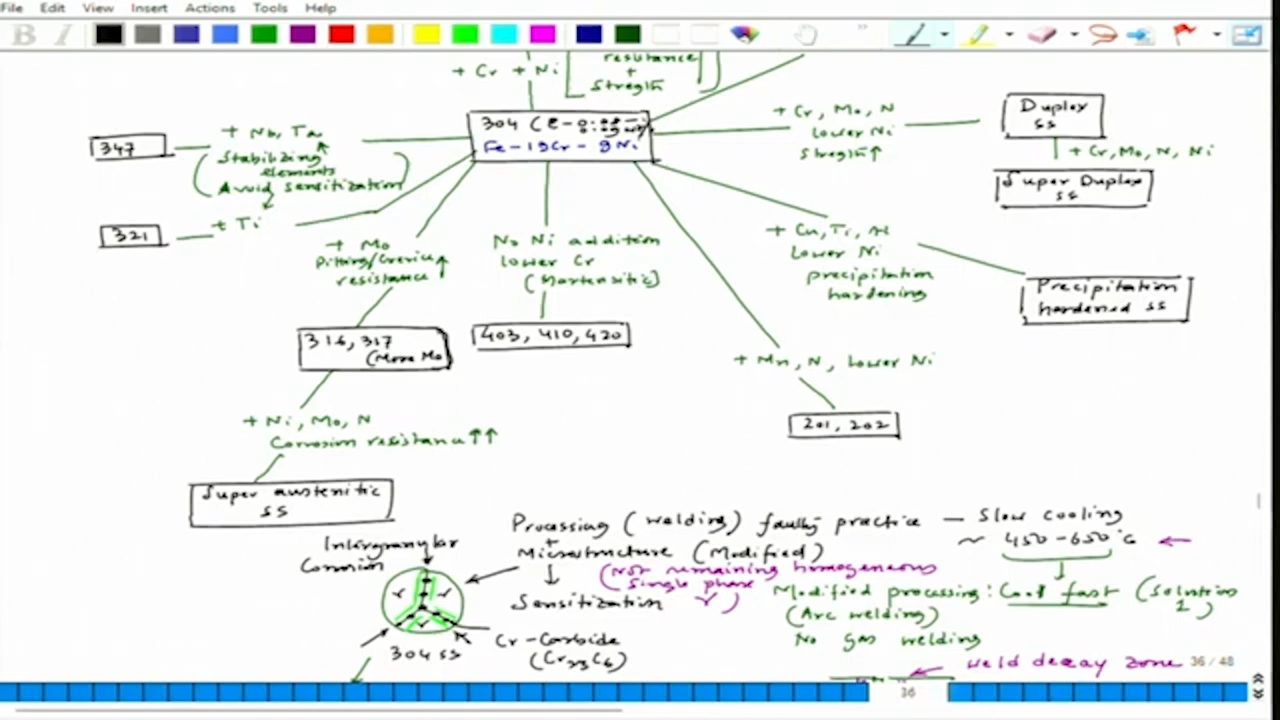 File Edit View Insert Actions Tools Help
B I
+ Cr + Ni
resistance
+
Stregth
304 (C-
Fe-19Cr-9Ni
+ Nb, Ta
Stabilizing
elements
Avoid sensitization
347
+ Ti
321
+ Mo
Pitting/Crevice
resistance
316, 317
(More Mo
+ Ni, Mo, N
Corrosion resistance ↑↑
Super austenitic
SS
No Ni addition
lower Cr
(Martensitic)
403, 410, 420
+ Cr, Mo, N
lower Ni
Stregth↑
Duplex
SS
+ Cr, Mo, N, Ni
Super Duplex
SS
+ Cu, Ti, Al
Lower Ni
precipitation
hardening
Precipitation
hardened SS
+ Mn, N, Lower Ni
201, 202
Processing (welding) faulty practice — Slow cooling
+
~ 450-650°C ←
Microstructure (Modified)
(Not remaining homogeneous
Single phase γ)
↓
Sensitization
Modified processing: Cool fast (Solution
1)
(Arc welding)
No gas welding
Intergranular
Corrosion
γ γ
γ
304 SS
Cr-Carbide
(Cr23C6)
weld decay zone
36 / 48
36